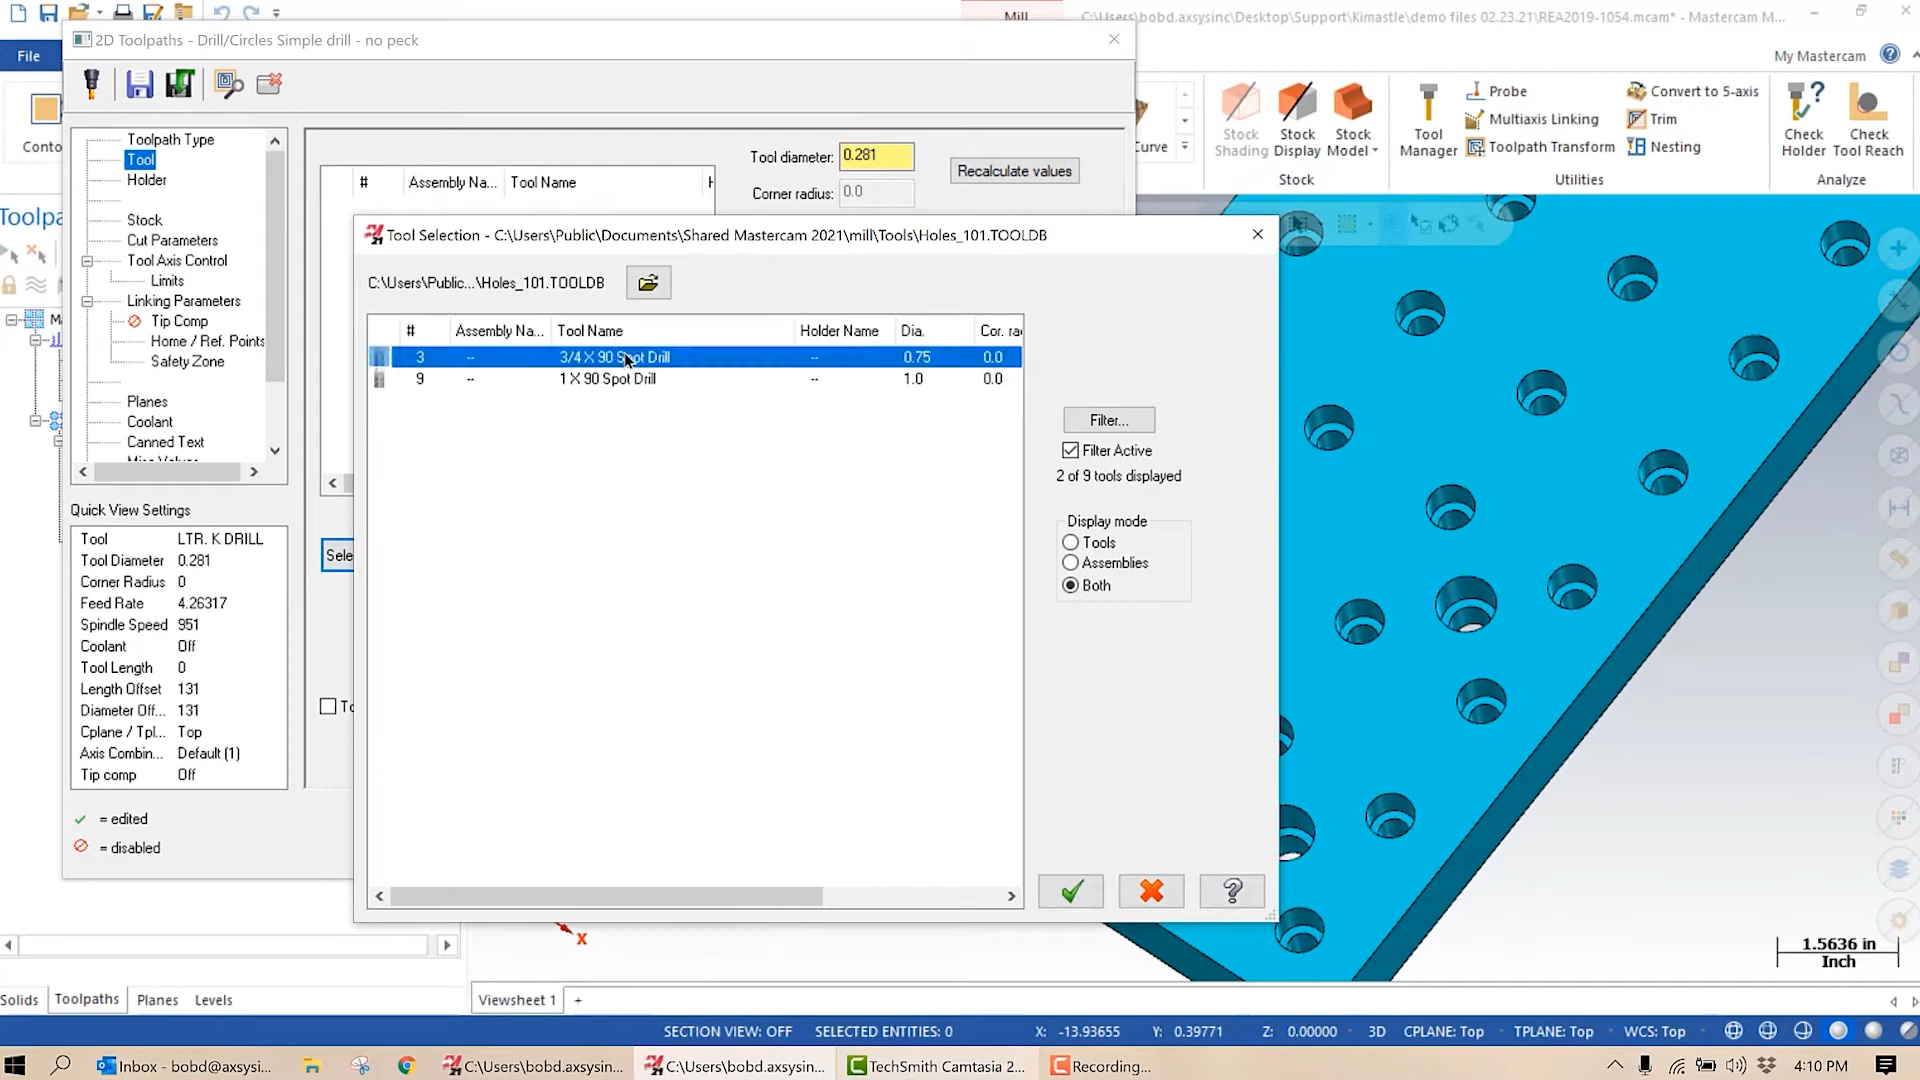 Mill
C:\Users\bobd.axsysinc\Desktop\Support\Kimastle\demo files 02.23.21\REA2019-1054.mcam* - Mastercam M...
File
2D Toolpaths - Drill/Circles Simple drill - no peck
My Mastercam
Conto
urve
Stock Shading
Stock Display
Stock Model
Stock
Tool Manager
Probe
Multiaxis Linking
Toolpath Transform
Convert to 5-axis
Trim
Nesting
Utilities
Check Holder
Check Tool Reach
Analyze
Toolpa
Toolpath Type
Tool
Holder
Stock
Cut Parameters
Tool Axis Control
Limits
Linking Parameters
Tip Comp
Home / Ref. Points
Safety Zone
Planes
Coolant
Canned Text
# Assembly Na... Tool Name H
Tool diameter: 0.281
Corner radius: 0.0
Recalculate values
Tool Selection - C:\Users\Public\Documents\Shared Mastercam 2021\mill\Tools\Holes_101.TOOLDB
C:\Users\Public...\Holes_101.TOOLDB
# Assembly Na... Tool Name Holder Name Dia. Cor. ra
3 -- 3/4 X 90 Spot Drill -- 0.75 0.0
9 -- 1 X 90 Spot Drill -- 1.0 0.0
Filter...
Filter Active
2 of 9 tools displayed
Display mode
Tools
Assemblies
Both
Sele
To
Quick View Settings
Tool LTR. K DRILL
Tool Diameter 0.281
Corner Radius 0
Feed Rate 4.26317
Spindle Speed 951
Coolant Off
Tool Length 0
Length Offset 131
Diameter Off... 131
Cplane / Tpl... Top
Axis Combin... Default (1)
Tip comp Off
= edited
= disabled
X
1.5636 in
Inch
Solids Toolpaths Planes Levels
Viewsheet 1 +
SECTION VIEW: OFF SELECTED ENTITIES: 0 X: -13.93655 Y: 0.39771 Z: 0.00000 3D CPLANE: Top TPLANE: Top WCS: Top
Inbox - bobd@axsysi...
C:\Users\bobd.axsysin...
C:\Users\bobd.axsysin...
TechSmith Camtasia 2...
Recording...
4:10 PM